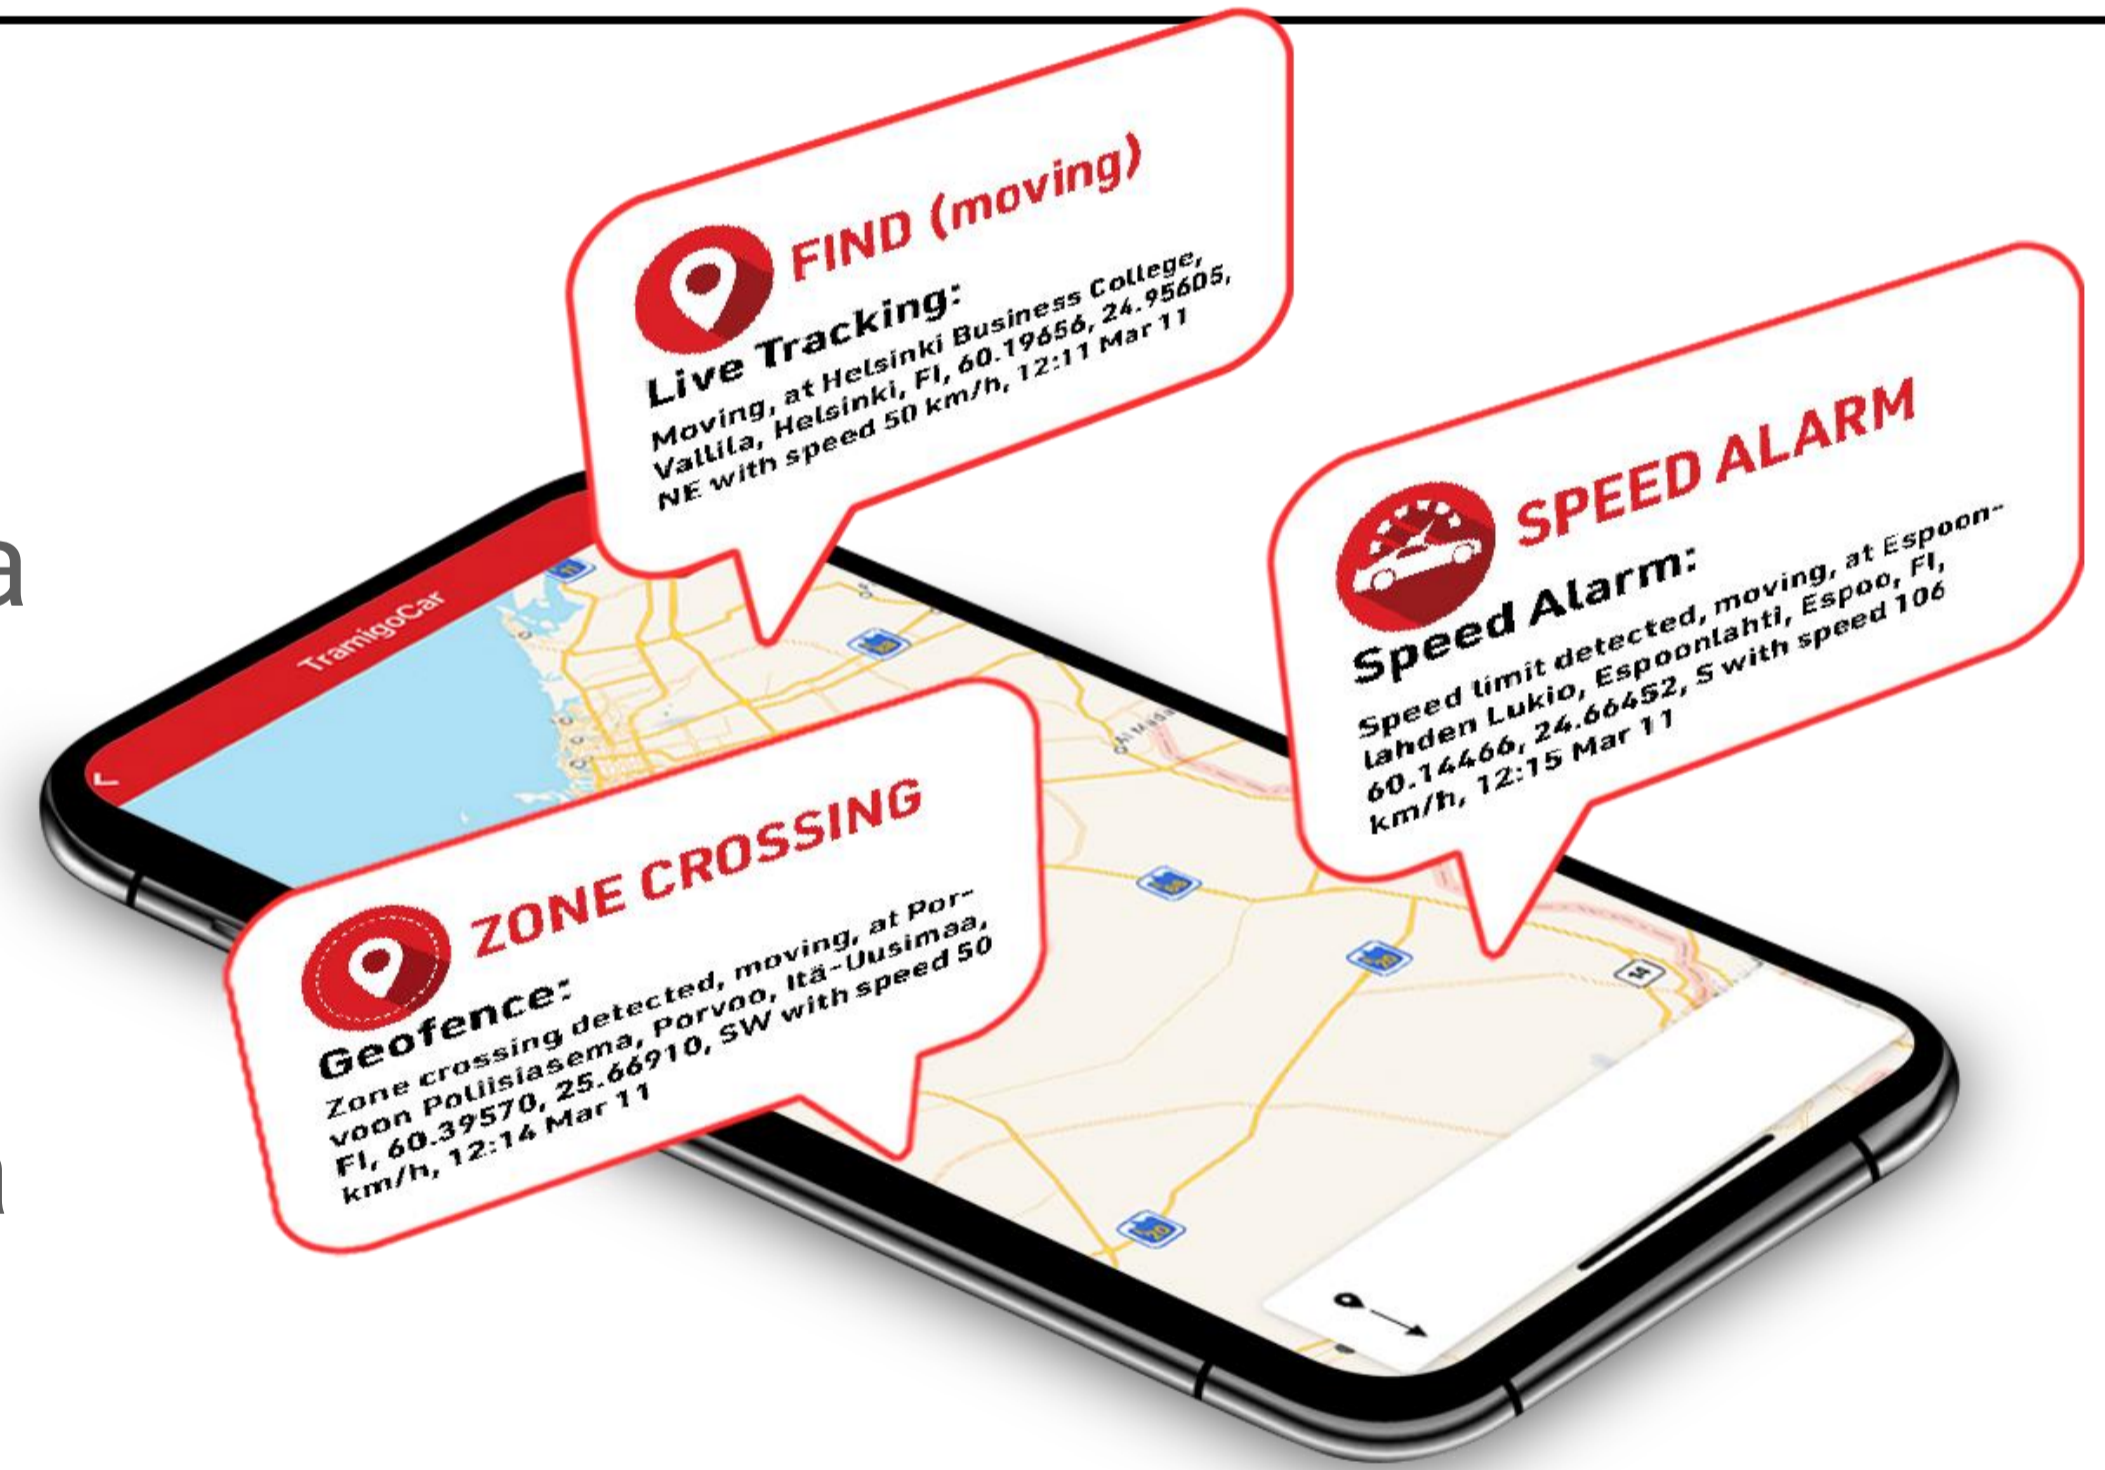 FIND (moving)
Live Tracking:
Moving, at Helsinki Business College,
Vallila, Helsinki, FI, 60.19656, 24.95605,
NE with speed 50 km/h, 12:11 Mar 11
SPEED ALARM
Speed Alarm:
Speed limit detected, moving, at Espoon-
lahden Lukio, Espoonlahti, Espoo, FI,
60.14466, 24.66452, S with speed 106
km/h, 12:15 Mar 11
a
TramigoCar
ZONE CROSSING
Geofence:
Zone crossing detected, moving, at Por-
voon Poliisiasema, Porvoo, Itä-Uusimaa,
FI, 60.39570, 25.66910, SW with speed 50
km/h, 12:14 Mar 11
20
14
20